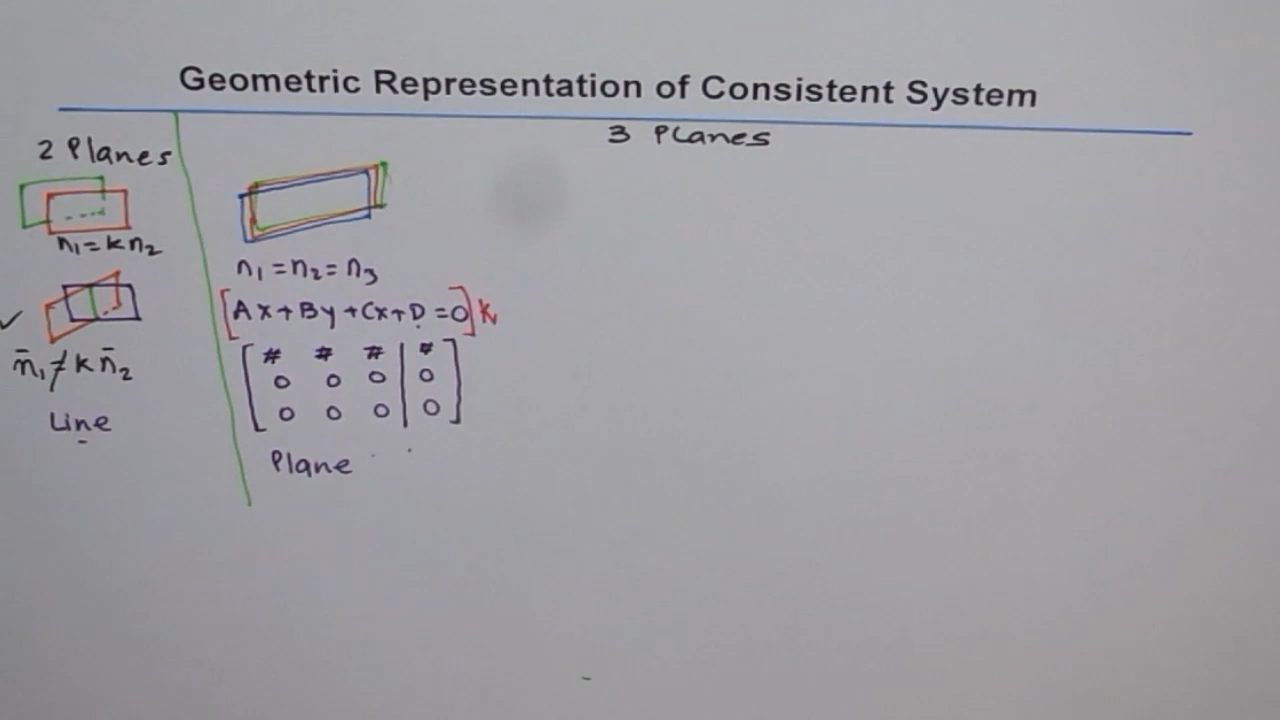 Geometric Representation of Consistent System
2 Planes
n₁ = k n₂
✓
n̄₁ ≠ k n̄₂
Line
3 Planes
n₁ = n₂ = n₃
[Ax + By + Cx + D = 0] k
[ # # # | #
0 0 0 | 0
0 0 0 | 0 ]
Plane